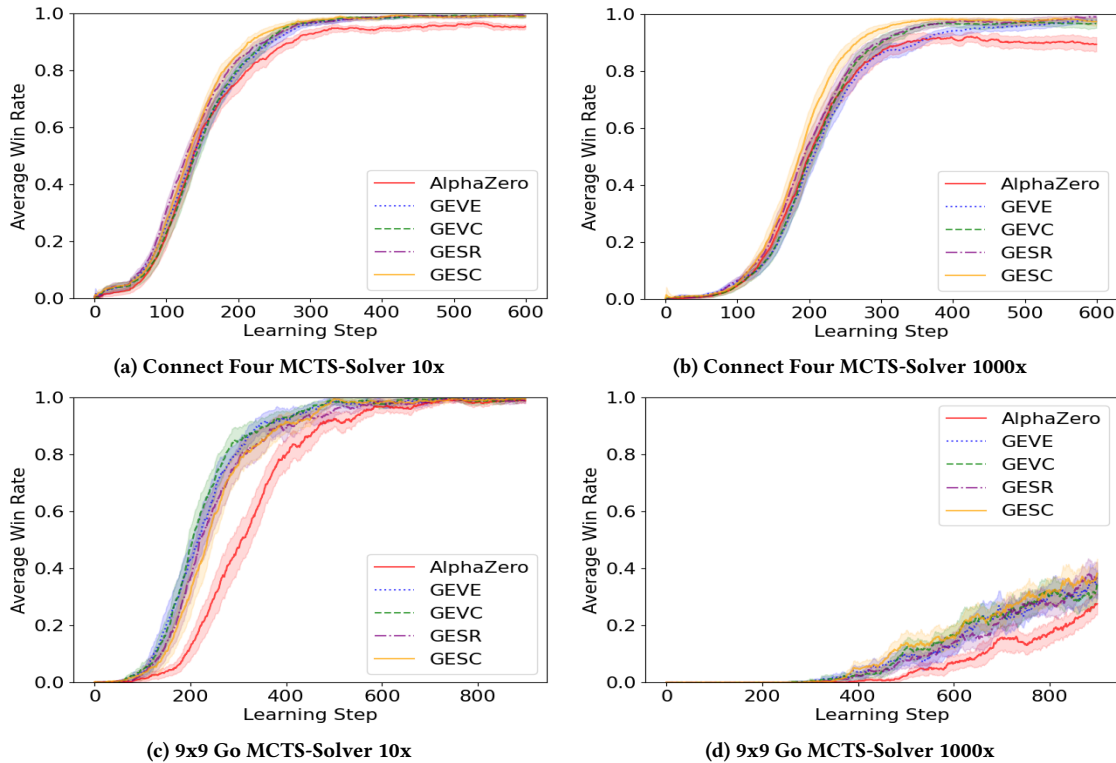 1.0
0.8
0.6
0.4
0.2
0.0
Average Win Rate
AlphaZero
GEVE
GEVC
GESR
GESC
0 100 200 300 400 500 600
Learning Step
(a) Connect Four MCTS-Solver 10x
1.0
0.8
0.6
0.4
0.2
0.0
Average Win Rate
AlphaZero
GEVE
GEVC
GESR
GESC
0 100 200 300 400 500 600
Learning Step
(b) Connect Four MCTS-Solver 1000x
1.0
0.8
0.6
0.4
0.2
0.0
Average Win Rate
AlphaZero
GEVE
GEVC
GESR
GESC
0 200 400 600 800
Learning Step
(c) 9x9 Go MCTS-Solver 10x
1.0
0.8
0.6
0.4
0.2
0.0
Average Win Rate
AlphaZero
GEVE
GEVC
GESR
GESC
0 200 400 600 800
Learning Step
(d) 9x9 Go MCTS-Solver 1000x